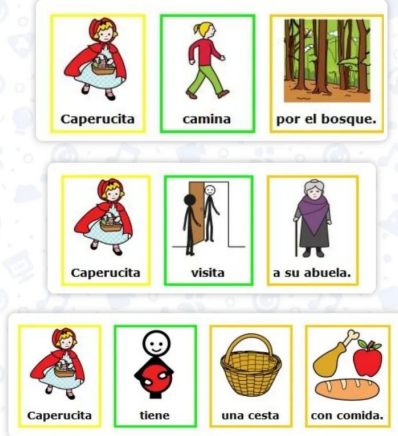 Caperucita camina por el bosque.
Caperucita visita a su abuela.
Caperucita tiene una cesta con comida.